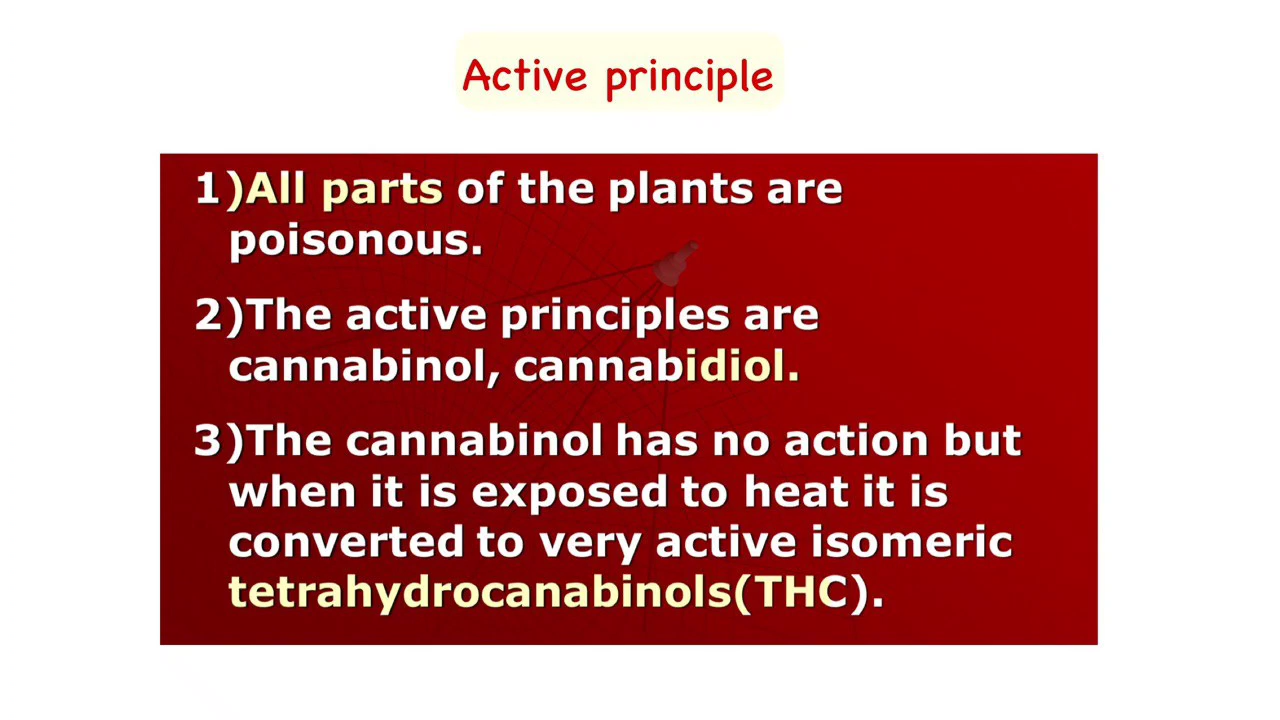 Active principle
1)All parts of the plants are
poisonous.
2)The active principles are
cannabinol, cannabidiol.
3)The cannabinol has no action but
when it is exposed to heat it is
converted to very active isomeric
tetrahydrocanabinols(THC).